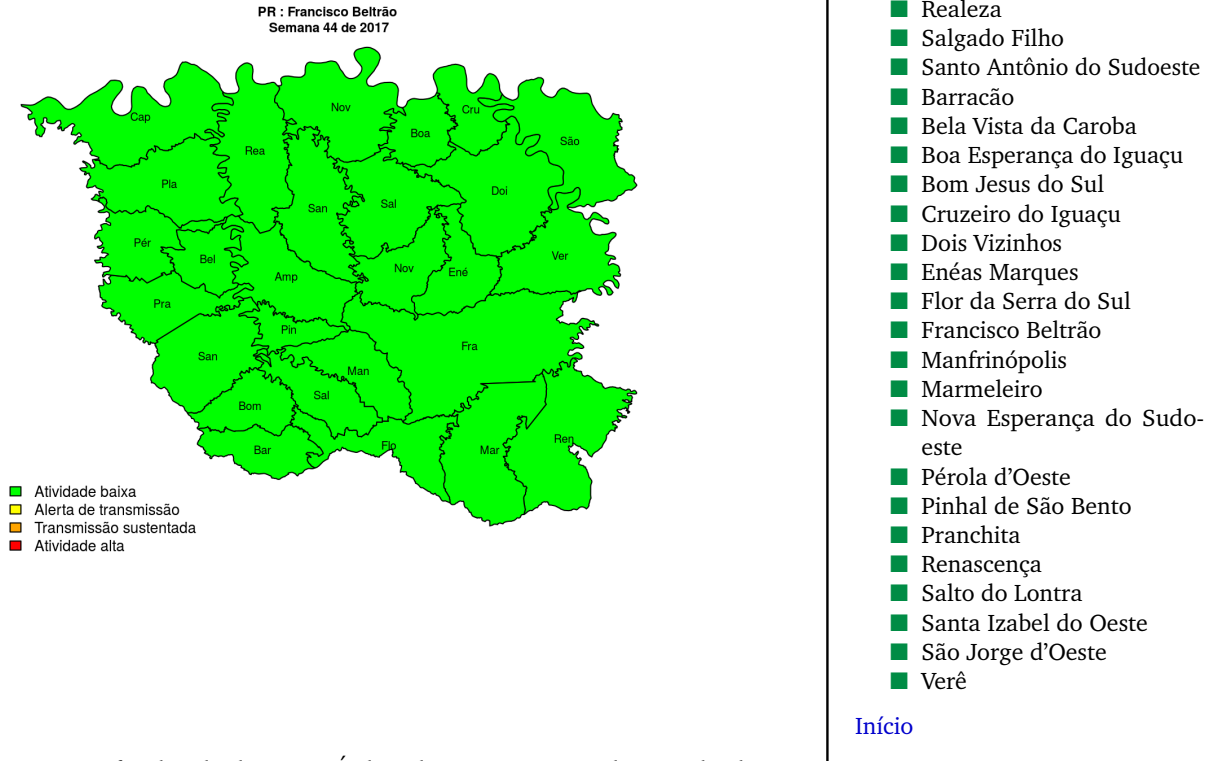 PR : Francisco Beltrão
Semana 44 de 2017
Cap
Nov
Cru
Boa
São
Rea
Pla
Doi
San
Sal
Pér
Bel
Ver
Nov
Ené
Amp
Pra
Pin
Fra
San
Man
Sal
Bom
Flo
Ren
Bar
Mar
Atividade baixa
Alerta de transmissão
Transmissão sustentada
Atividade alta
Realeza
Salgado Filho
Santo Antônio do Sudoeste
Barracão
Bela Vista da Caroba
Boa Esperança do Iguaçu
Bom Jesus do Sul
Cruzeiro do Iguaçu
Dois Vizinhos
Enéas Marques
Flor da Serra do Sul
Francisco Beltrão
Manfrinópolis
Marmeleiro
Nova Esperança do Sudo-
este
Pérola d'Oeste
Pinhal de São Bento
Pranchita
Renascença
Salto do Lontra
Santa Izabel do Oeste
São Jorge d'Oeste
Verê
Início